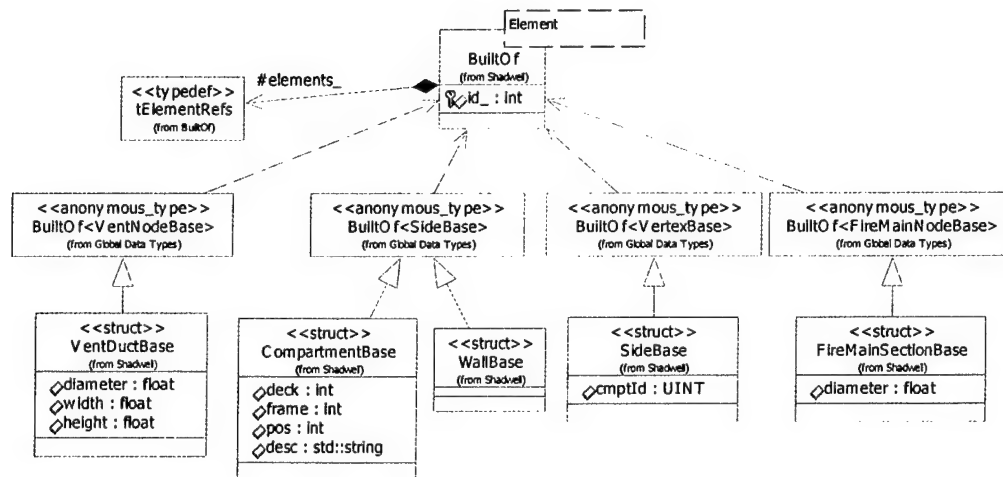 Element
BuiltOf
(from Shadwell)
id_ : int
#elements_
<<typedef>>
tElementRefs
(from BuiltOf)
<<anonymous_type>>
BuiltOf<VentNodeBase>
(from Global Data Types)
<<anonymous_type>>
BuiltOf<SideBase>
(from Global Data Types)
<<anonymous_type>>
BuiltOf<VertexBase>
(from Global Data Types)
<<anonymous_type>>
BuiltOf<FireMainNodeBase>
(from Global Data Types)
<<struct>>
VentDuctBase
(from Shadwell)
diameter : float
width : float
height : float
<<struct>>
CompartmentBase
(from Shadwell)
deck : int
frame : int
pos : int
desc : std::string
<<struct>>
WallBase
(from Shadwell)
<<struct>>
SideBase
(from Shadwell)
cmptId : UINT
<<struct>>
FireMainSectionBase
(from Shadwell)
diameter : float